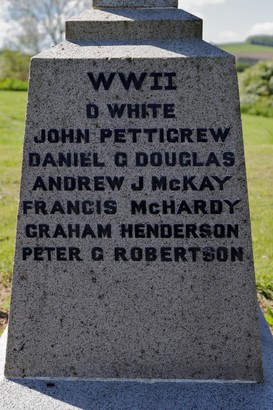 WWII
D WHITE
JOHN PETTIGREW
DANIEL G DOUGLAS
ANDREW J McKAY
FRANCIS McHARDY
GRAHAM HENDERSON
PETER G ROBERTSON